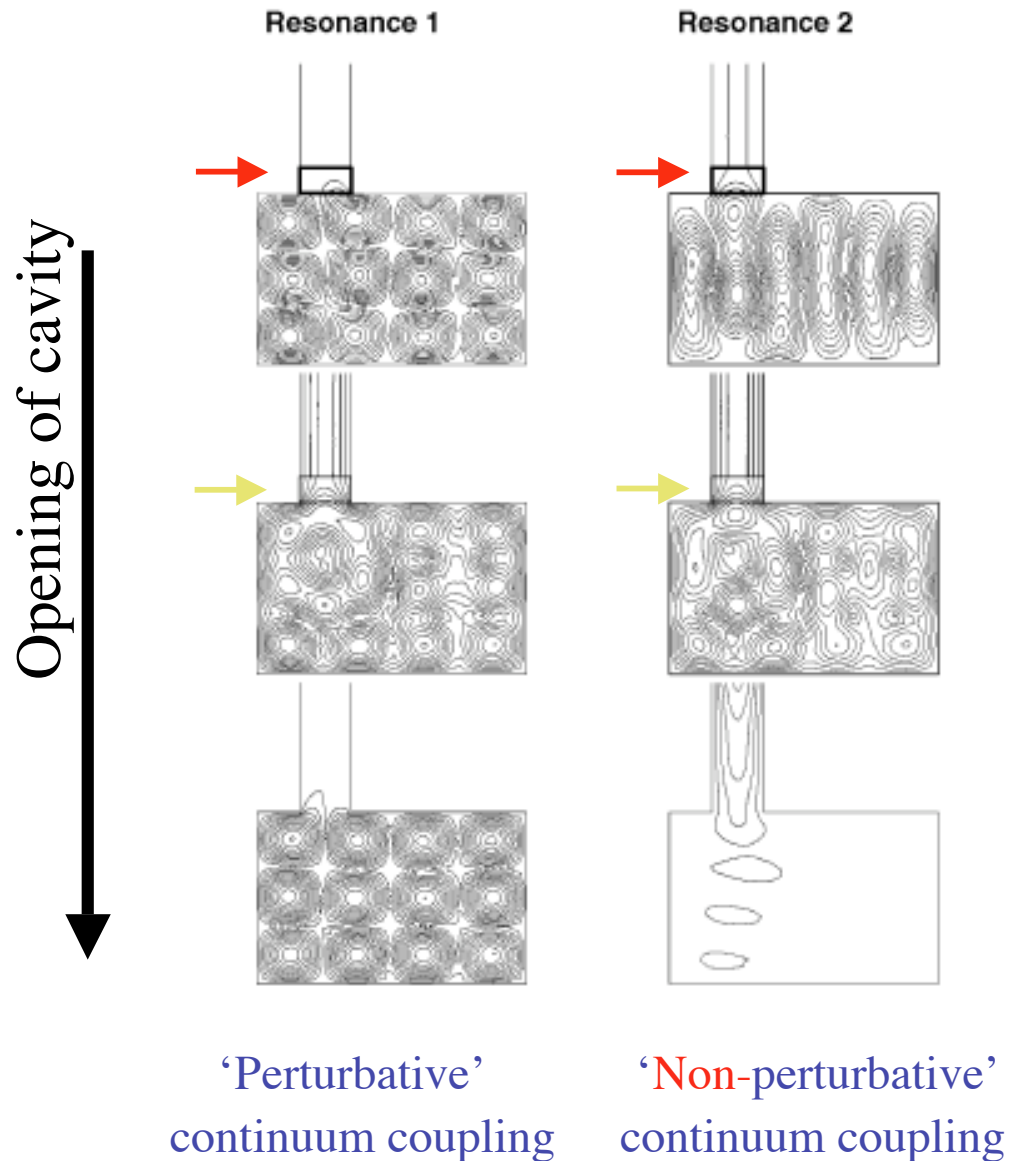 Resonance 1
Resonance 2
Opening of cavity
‘Perturbative’
continuum coupling
‘Non-perturbative’
continuum coupling